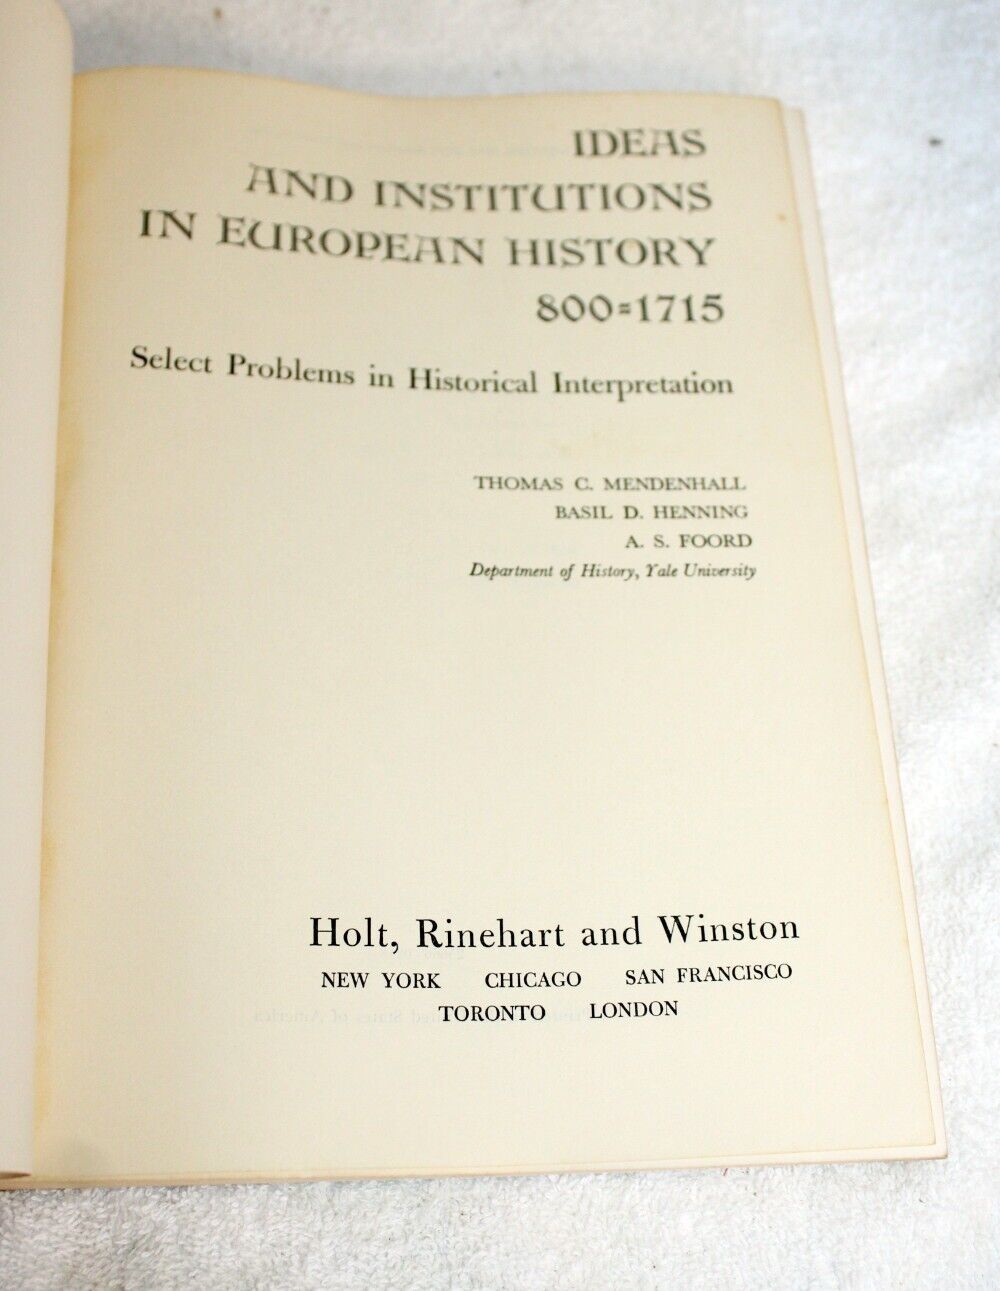 IDEAS
AND INSTITUTIONS
IN EUROPEAN HISTORY
800=1715
Select Problems in Historical Interpretation
THOMAS C. MENDENHALL
BASIL D. HENNING
A. S. FOORD
Department of History, Yale University
Holt, Rinehart and Winston
NEW YORK CHICAGO SAN FRANCISCO
TORONTO LONDON